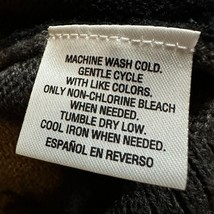 MACHINE WASH COLD.
GENTLE CYCLE
WITH LIKE COLORS.
ONLY NON-CHLORINE BLEACH
WHEN NEEDED.
TUMBLE DRY LOW.
COOL IRON WHEN NEEDED.
ESPAÑOL EN REVERSO